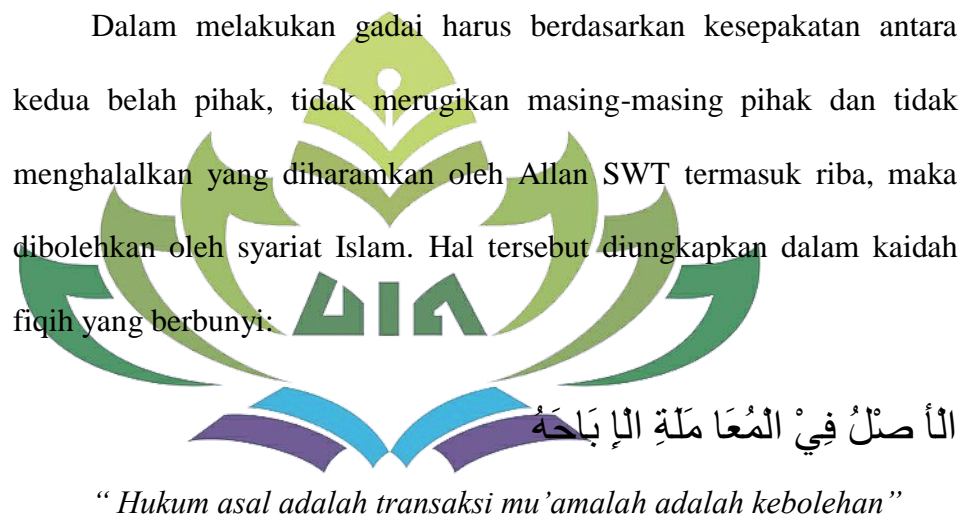 Dalam melakukan gadai harus berdasarkan kesepakatan antara
kedua belah pihak, tidak merugikan masing-masing pihak dan tidak
menghalalkan yang diharamkan oleh Allan SWT termasuk riba, maka
dibolehkan oleh syariat Islam. Hal tersebut diungkapkan dalam kaidah
fiqih yang berbunyi: UIN
الْأ صْلُ فِيْ الْمُعَا مَلَةِ الْإِ بَاحَةُ
“ Hukum asal adalah transaksi mu’amalah adalah kebolehan”